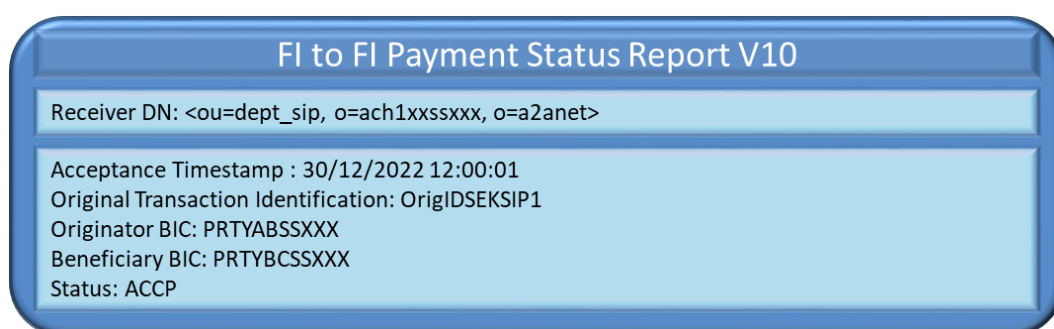 FI to FI Payment Status Report V10
Receiver DN: <ou=dept_sip, o=ach1xxssxxx, o=a2anet>
Acceptance Timestamp : 30/12/2022 12:00:01
Original Transaction Identification: OrigIDSEKSIP1
Originator BIC: PRTYABSSXXX
Beneficiary BIC: PRTYBCSSXXX
Status: ACCP